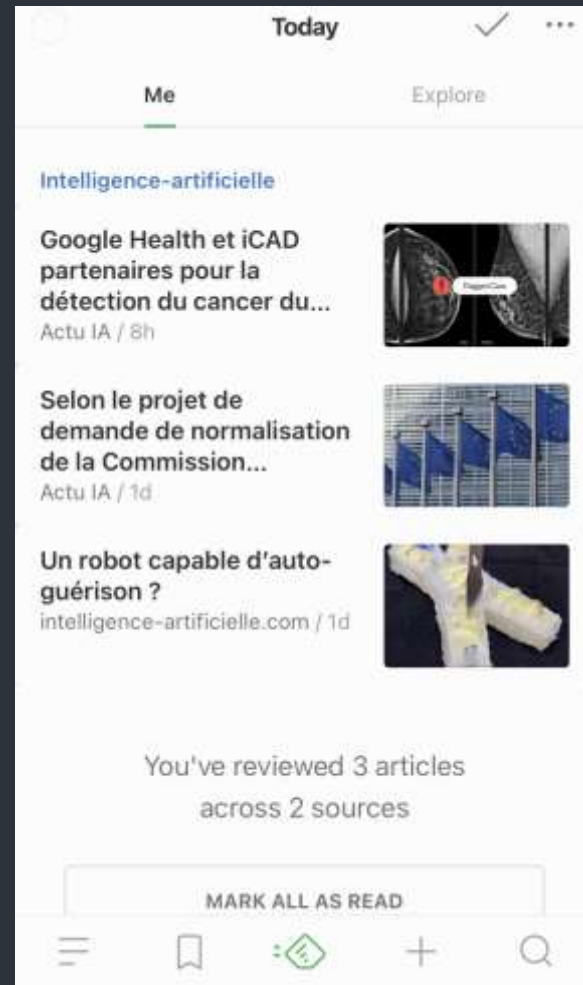 Today
Me
Explore
Intelligence-artificielle
Google Health et iCAD
partenaires pour la
détection du cancer du...
Actu IA / 8h
Selon le projet de
demande de normalisation
de la Commission...
Actu IA / 1d
Un robot capable d'auto-
guérison ?
intelligence-artificielle.com / 1d
You've reviewed 3 articles
across 2 sources
MARK ALL AS READ